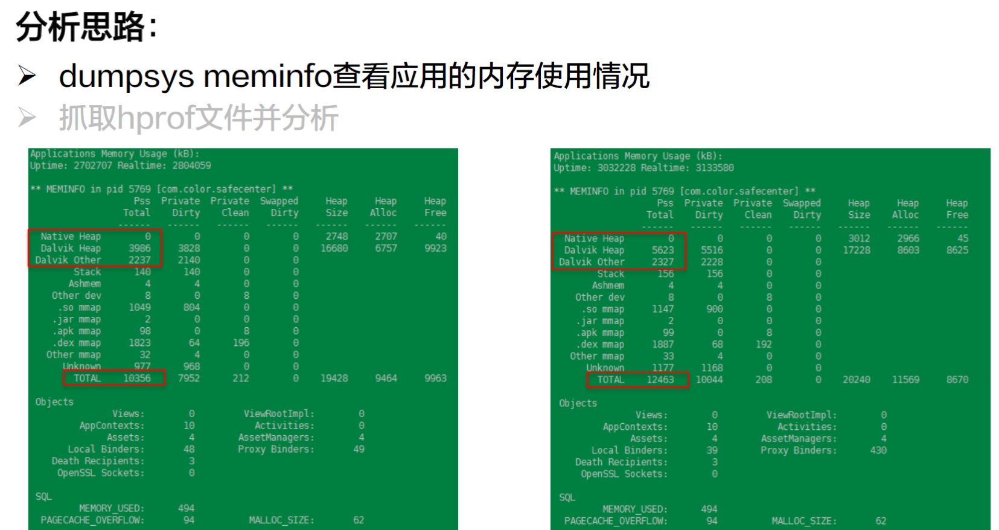 分析思路：
➢ dumpsys meminfo查看应用的内存使用情况
➢ 抓取hprof文件并分析
Applications Memory Usage (kB):
Uptime: 2702707 Realtime: 2804059
** MEMINFO in pid 5769 [com.color.safecenter] **
Pss Private Private Swapped Heap Heap Heap
Total Dirty Clean Dirty Size Alloc Free
------ ------ ------ ------ ------ ------ ------
Native Heap 0 0 0 0 2748 2707 40
Dalvik Heap 3986 3828 0 0 16680 6757 9923
Dalvik Other 2237 2140 0 0
Stack 140 140 0 0
Ashmem 4 4 0 0
Other dev 8 0 8 0
.so mmap 1049 804 0 0
.jar mmap 2 0 0 0
.apk mmap 98 0 8 0
.dex mmap 1823 64 196 0
Other mmap 32 4 0 0
Unknown 977 968 0 0
TOTAL 10356 7952 212 0 19428 9464 9963
Objects
Views: 0 ViewRootImpl: 0
AppContexts: 10 Activities: 0
Assets: 4 AssetManagers: 4
Local Binders: 48 Proxy Binders: 49
Death Recipients: 3
OpenSSL Sockets: 0
SQL
MEMORY_USED: 494
PAGECACHE_OVERFLOW: 94 MALLOC_SIZE: 62
Applications Memory Usage (kB):
Uptime: 3032228 Realtime: 3133580
** MEMINFO in pid 5769 [com.color.safecenter] **
Pss Private Private Swapped Heap Heap Heap
Total Dirty Clean Dirty Size Alloc Free
------ ------ ------ ------ ------ ------ ------
Native Heap 0 0 0 0 3012 2966 45
Dalvik Heap 5623 5516 0 0 17228 8603 8625
Dalvik Other 2327 2228 0 0
Stack 156 156 0 0
Ashmem 4 4 0 0
Other dev 8 0 8 0
.so mmap 1147 900 0 0
.jar mmap 2 0 0 0
.apk mmap 99 0 8 0
.dex mmap 1887 68 192 0
Other mmap 33 4 0 0
Unknown 1177 1168 0 0
TOTAL 12463 10044 208 0 20240 11569 8670
Objects
Views: 0 ViewRootImpl: 0
AppContexts: 10 Activities: 0
Assets: 4 AssetManagers: 4
Local Binders: 39 Proxy Binders: 430
Death Recipients: 3
OpenSSL Sockets: 0
SQL
MEMORY_USED: 494
PAGECACHE_OVERFLOW: 94 MALLOC_SIZE: 62